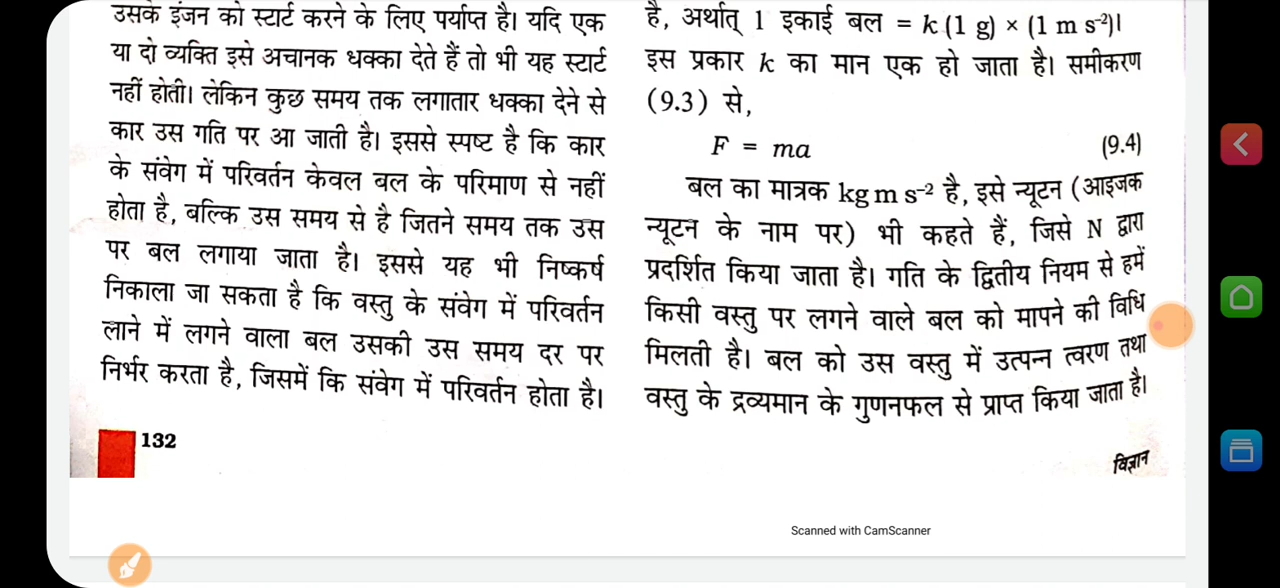 उसके इंजन को स्टार्ट करने के लिए पर्याप्त है। यदि एक
या दो व्यक्ति इसे अचानक धक्का देते हैं तो भी यह स्टार्ट
नहीं होती। लेकिन कुछ समय तक लगातार धक्का देने से
कार उस गति पर आ जाती है। इससे स्पष्ट है कि कार
के संवेग में परिवर्तन केवल बल के परिमाण से नहीं
होता है, बल्कि उस समय से है जितने समय तक उस
पर बल लगाया जाता है। इससे यह भी निष्कर्ष
निकाला जा सकता है कि वस्तु के संवेग में परिवर्तन
लाने में लगने वाला बल उसकी उस समय दर पर
निर्भर करता है, जिसमें कि संवेग में परिवर्तन होता है।
132
है, अर्थात् 1 इकाई बल = k (1 g) × (1 m s⁻²)।
इस प्रकार k का मान एक हो जाता है। समीकरण
(9.3) से,
F = ma (9.4)
बल का मात्रक kg m s⁻² है, इसे न्यूटन (आइजक
न्यूटन के नाम पर) भी कहते हैं, जिसे N द्वारा
प्रदर्शित किया जाता है। गति के द्वितीय नियम से हमें
किसी वस्तु पर लगने वाले बल को मापने की विधि
मिलती है। बल को उस वस्तु में उत्पन्न त्वरण तथा
वस्तु के द्रव्यमान के गुणनफल से प्राप्त किया जाता है।
विज्ञान
Scanned with CamScanner